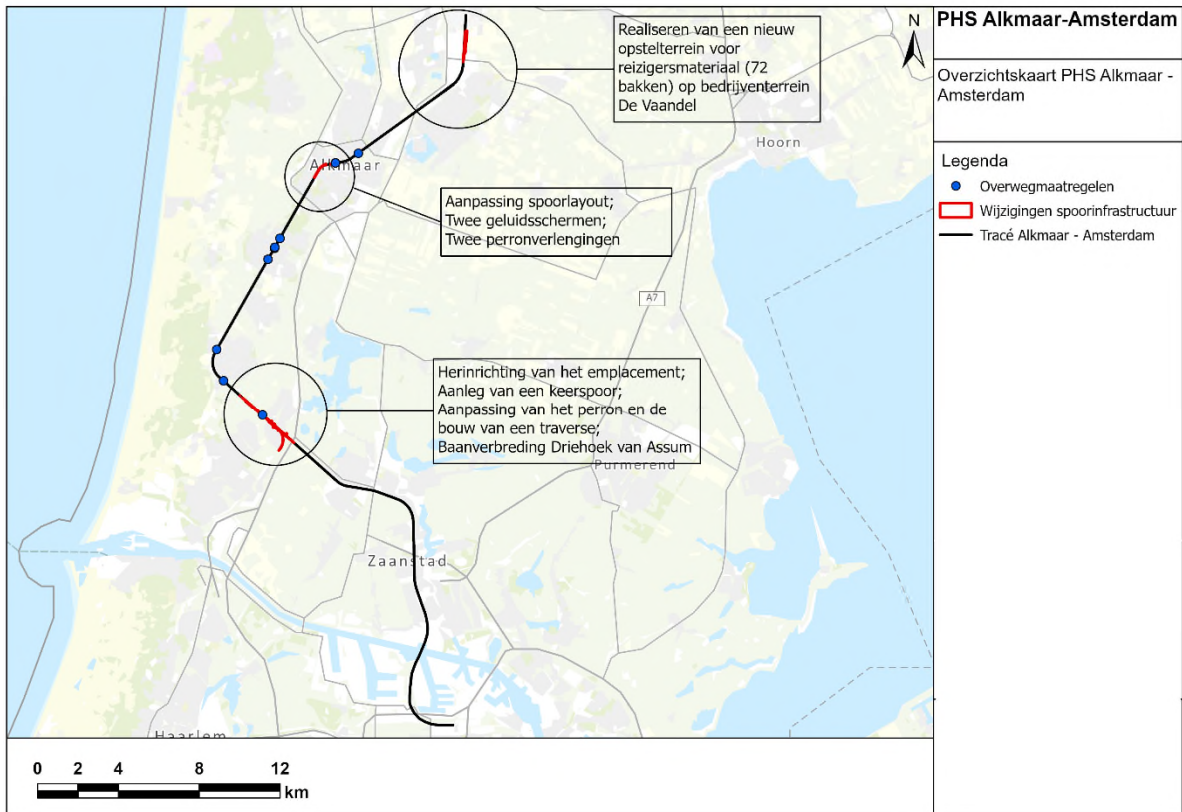 PHS Alkmaar-Amsterdam
Overzichtskaart PHS Alkmaar -
Amsterdam
Legenda
Overwegmaatregelen
Wijzigingen spoorinfrastructuur
Tracé Alkmaar - Amsterdam
N
Realiseren van een nieuw
opstelterrein voor
reizigersmateriaal (72
bakken) op bedrijventerrein
De Vaandel
Hoorn
Alkmaar
Aanpassing spoorlayout;
Twee geluidsschermen;
Twee perronverlengingen
A7
Herinrichting van het emplacement;
Aanleg van een keerspoor;
Aanpassing van het perron en de
bouw van een traverse;
Baanverbreding Driehoek van Assum
Purmerend
Zaanstad
Haarlem
0 2 4 8 12
km